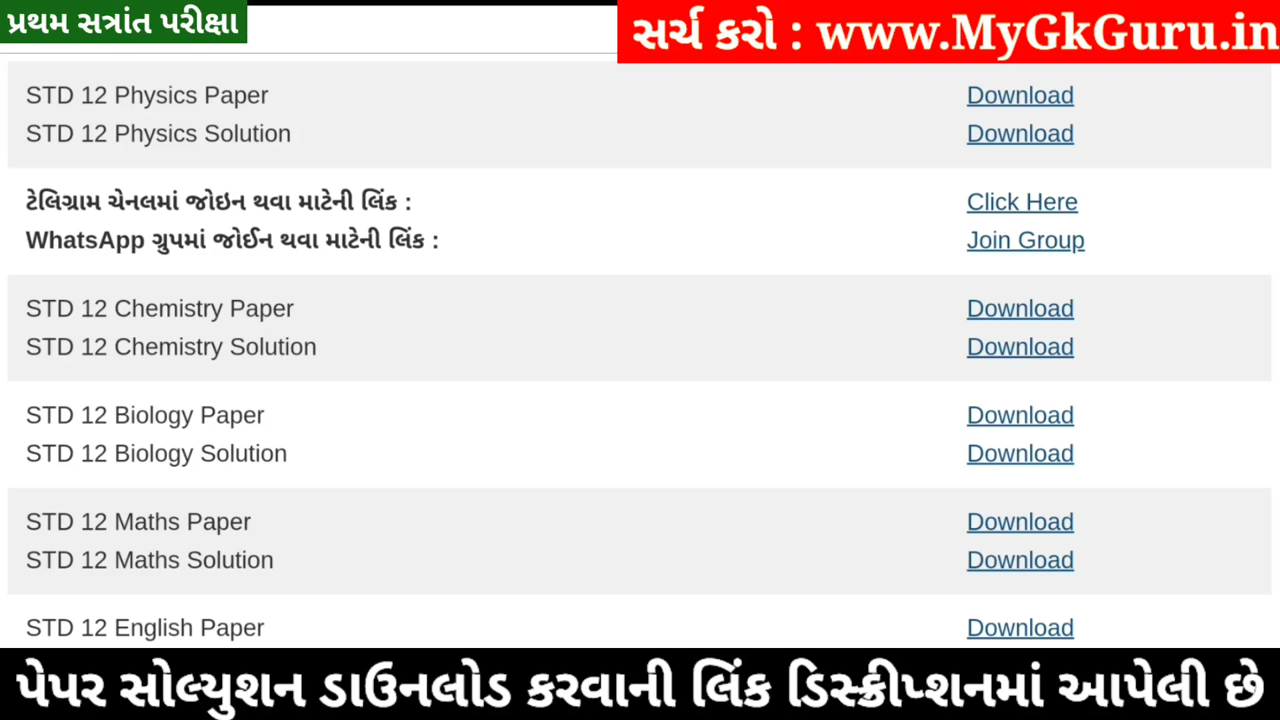 પ્રથમ સત્રાંત પરીક્ષા
સર્ચ કરો : www.MyGkGuru.in
STD 12 Physics Paper Download
STD 12 Physics Solution Download
ટેલિગ્રામ ચેનલમાં જોઇન થવા માટેની લિંક : Click Here
WhatsApp ગ્રુપમાં જોઈન થવા માટેની લિંક : Join Group
STD 12 Chemistry Paper Download
STD 12 Chemistry Solution Download
STD 12 Biology Paper Download
STD 12 Biology Solution Download
STD 12 Maths Paper Download
STD 12 Maths Solution Download
STD 12 English Paper Download
પેપર સોલ્યુશન ડાઉનલોડ કરવાની લિંક ડિસ્ક્રીપ્શનમાં આપેલી છે